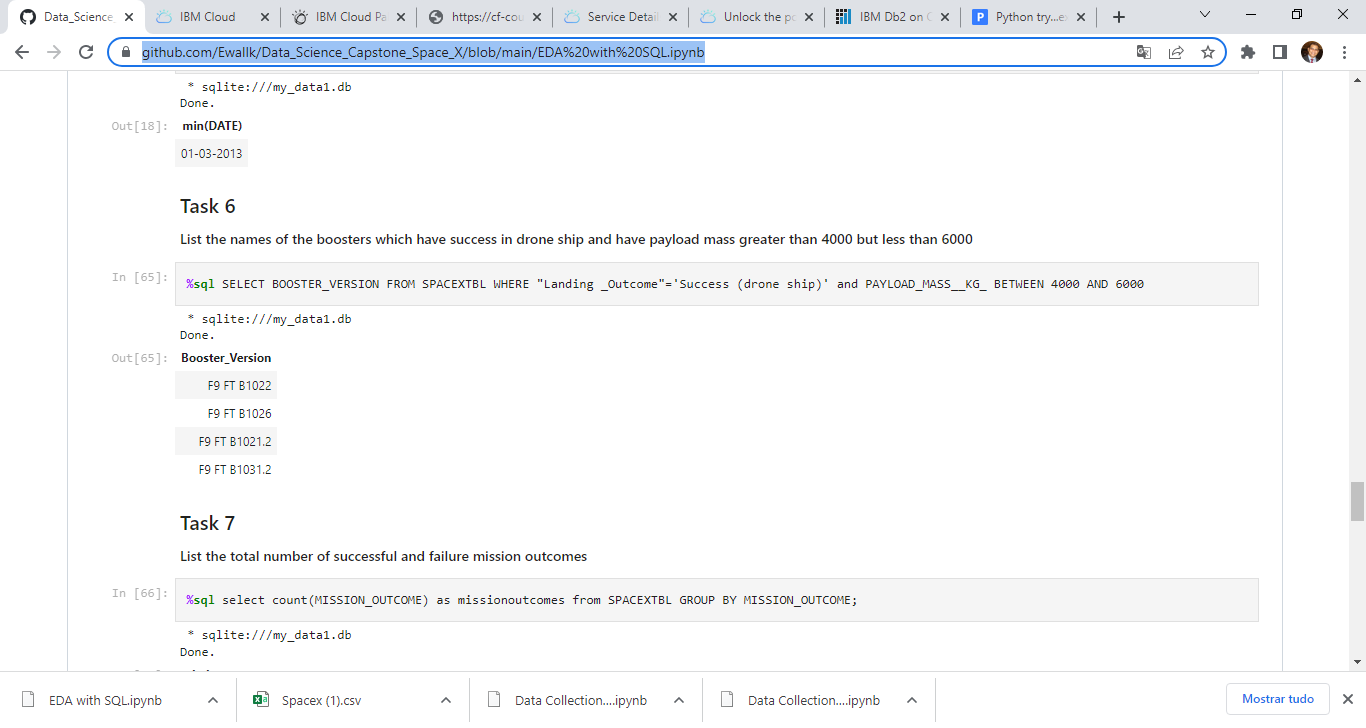 Data_Science_
IBM Cloud
IBM Cloud Pa
https://cf-cou
Service Detail
Unlock the po
IBM Db2 on C
Python try...ex
github.com/Ewallk/Data_Science_Capstone_Space_X/blob/main/EDA%20with%20SQL.ipynb
* sqlite:///my_data1.db
Done.
Out[18]: min(DATE)
01-03-2013
Task 6
List the names of the boosters which have success in drone ship and have payload mass greater than 4000 but less than 6000
In [65]: %sql SELECT BOOSTER_VERSION FROM SPACEXTBL WHERE "Landing _Outcome"='Success (drone ship)' and PAYLOAD_MASS__KG_ BETWEEN 4000 AND 6000
* sqlite:///my_data1.db
Done.
Out[65]: Booster_Version
F9 FT B1022
F9 FT B1026
F9 FT B1021.2
F9 FT B1031.2
Task 7
List the total number of successful and failure mission outcomes
In [66]: %sql select count(MISSION_OUTCOME) as missionoutcomes from SPACEXTBL GROUP BY MISSION_OUTCOME;
* sqlite:///my_data1.db
Done.
EDA with SQL.ipynb
Spacex (1).csv
Data Collection....ipynb
Data Collection....ipynb
Mostrar tudo